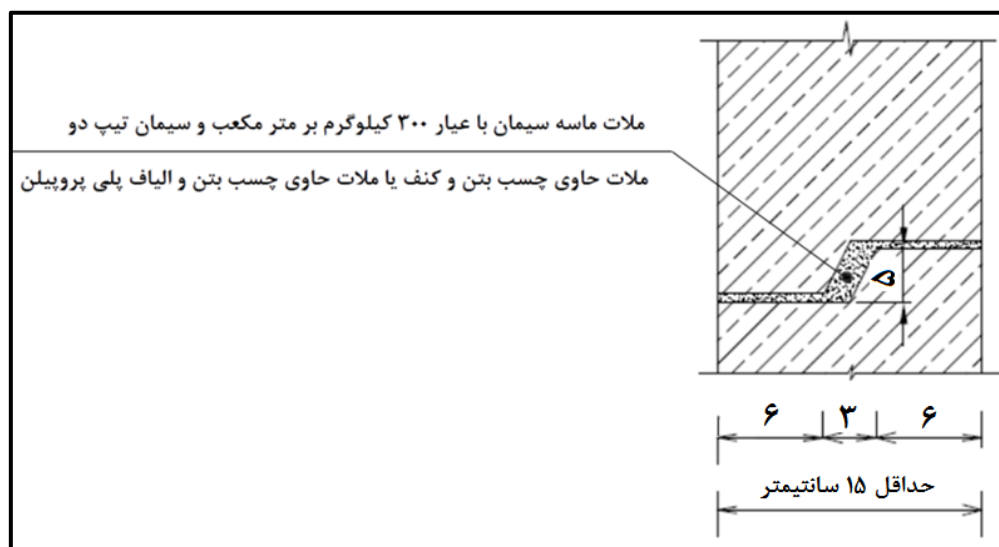 ملات ماسه سیمان با عیار ۳۰۰ کیلوگرم بر متر مکعب و سیمان تیپ دو
ملات حاوی چسب بتن و کنف یا ملات حاوی چسب بتن و الیاف پلی پروپیلن
۵
۶ ۳ ۶
حداقل ۱۵ سانتیمتر